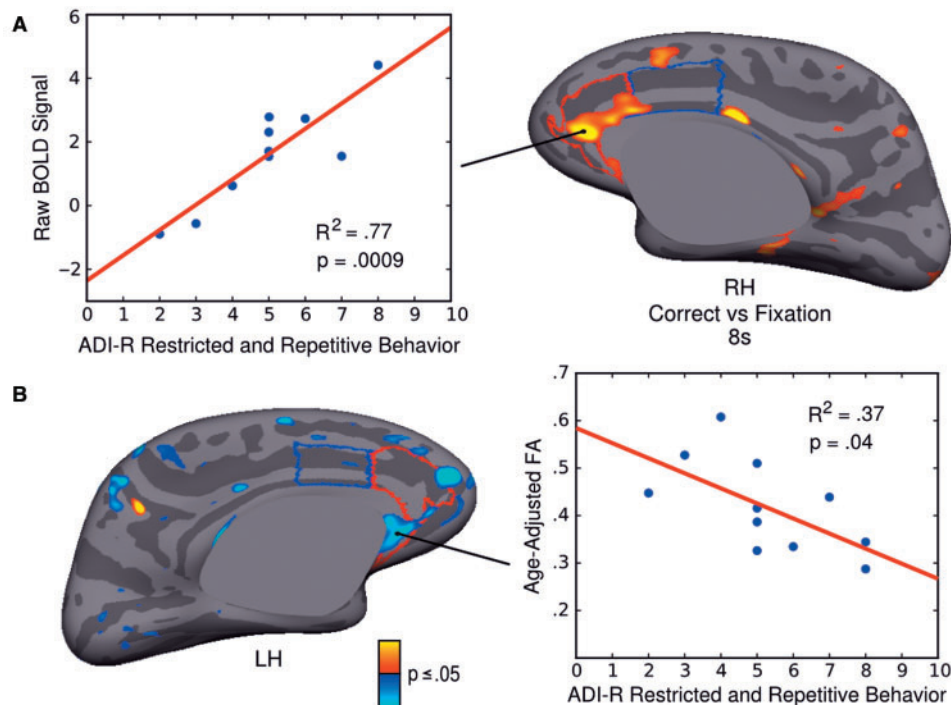 A
Raw BOLD Signal
6
4
2
0
−2
R² = .77
p = .0009
0 1 2 3 4 5 6 7 8 9 10
ADI-R Restricted and Repetitive Behavior
RH
Correct vs Fixation
8s
B
LH
p ≤ .05
Age-Adjusted FA
.7
.6
.5
.4
.3
.2
R² = .37
p = .04
0 1 2 3 4 5 6 7 8 9 10
ADI-R Restricted and Repetitive Behavior